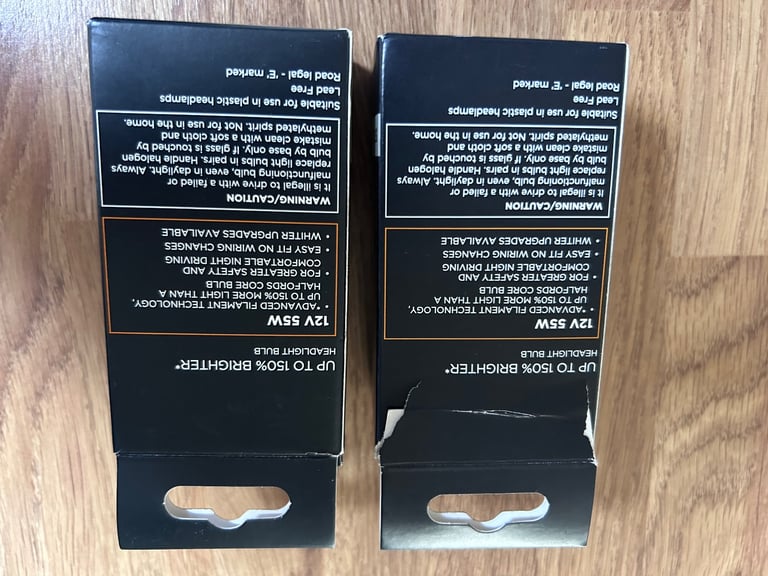 UP TO 150% BRIGHTER*
HEADLIGHT BULB
12V 55W
• *ADVANCED FILAMENT TECHNOLOGY,
UP TO 150% MORE LIGHT THAN A
HALFORDS CORE BULB
• FOR GREATER SAFETY AND
COMFORTABLE NIGHT DRIVING
• EASY FIT NO WIRING CHANGES
• WHITER UPGRADES AVAILABLE
WARNING/CAUTION
It is illegal to drive with a failed or
malfunctioning bulb, even in daylight. Always
replace light bulbs in pairs. Handle halogen
bulb by base only. If glass is touched by
mistake clean with a soft cloth and
methylated spirit. Not for use in the home.
Suitable for use in plastic headlamps
Lead Free
Road legal - 'E' marked
UP TO 150% BRIGHTER*
HEADLIGHT BULB
12V 55W
• *ADVANCED FILAMENT TECHNOLOGY,
UP TO 150% MORE LIGHT THAN A
HALFORDS CORE BULB
• FOR GREATER SAFETY AND
COMFORTABLE NIGHT DRIVING
• EASY FIT NO WIRING CHANGES
• WHITER UPGRADES AVAILABLE
WARNING/CAUTION
It is illegal to drive with a failed or
malfunctioning bulb, even in daylight. Always
replace light bulbs in pairs. Handle halogen
bulb by base only. If glass is touched by
mistake clean with a soft cloth and
methylated spirit. Not for use in the home.
Suitable for use in plastic headlamps
Lead Free
Road legal - 'E' marked